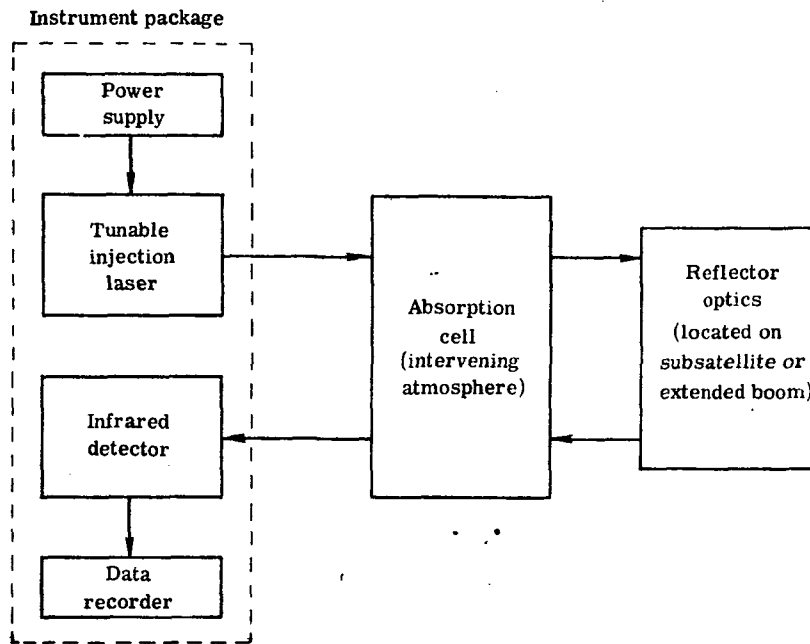 Instrument package
Power
supply
Tunable
injection
laser
Infrared
detector
Data
recorder
Absorption
cell
(intervening
atmosphere)
Reflector
optics
(located on
subsatellite or
extended boom)